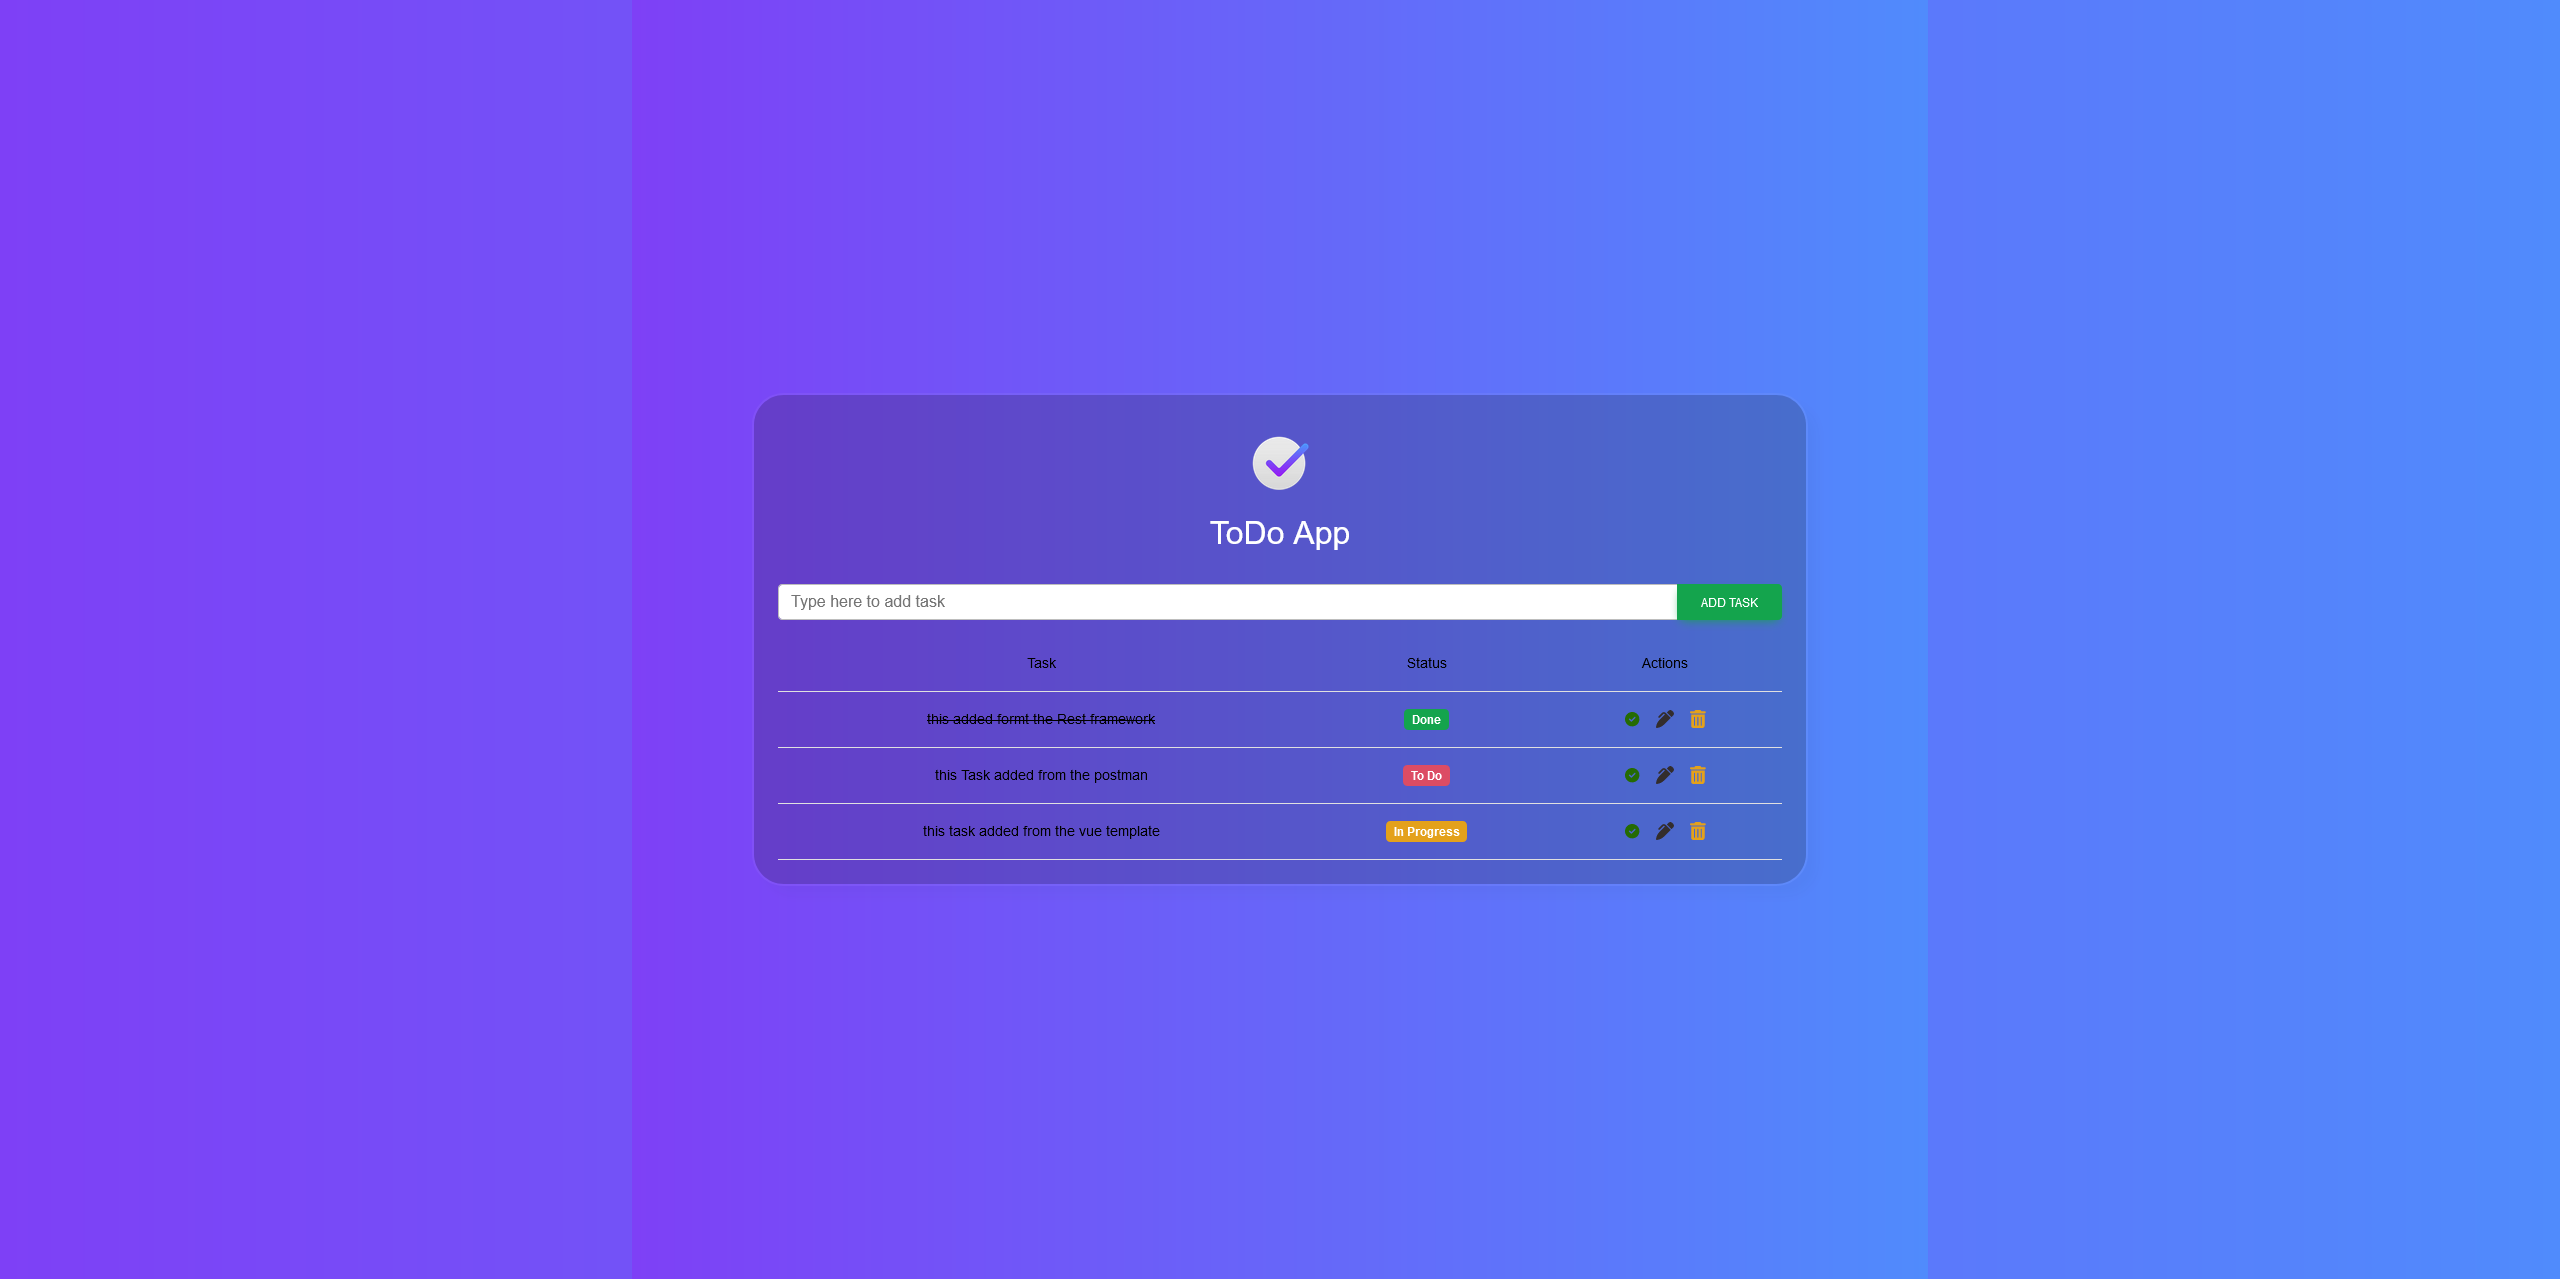 ToDo App
Type here to add task
ADD TASK
Task Status Actions
this added formt the Rest framework Done
this Task added from the postman To Do
this task added from the vue template In Progress